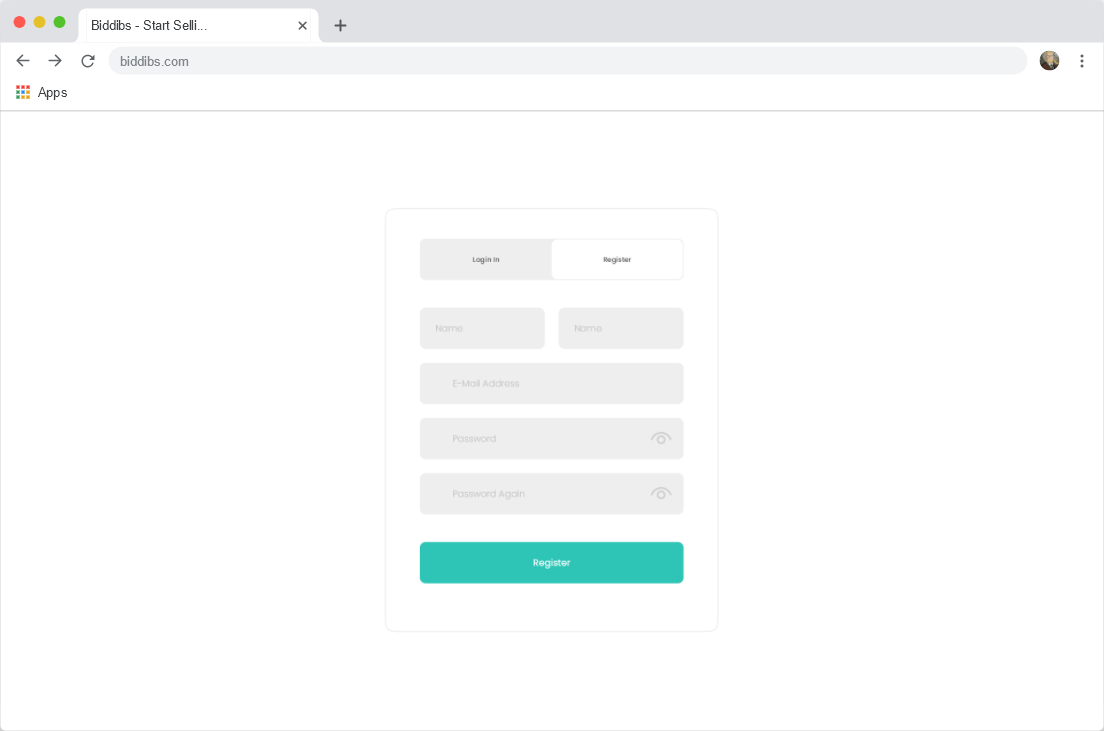 Biddibs - Start Selli...
biddibs.com
Apps
Login In
Register
Name
Name
E-Mail Address
Password
Password Again
Register